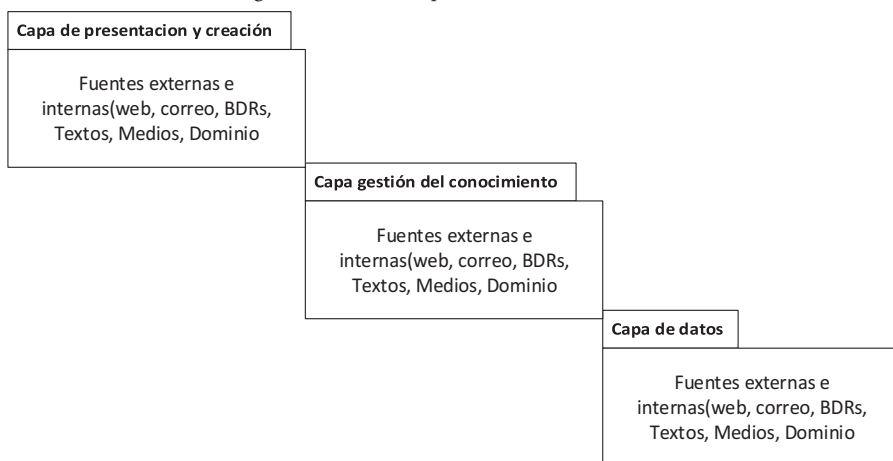 Capa de presentacion y creación
Fuentes externas e
internas(web, correo, BDRs,
Textos, Medios, Dominio
Capa gestión del conocimiento
Fuentes externas e
internas(web, correo, BDRs,
Textos, Medios, Dominio
Capa de datos
Fuentes externas e
internas(web, correo, BDRs,
Textos, Medios, Dominio